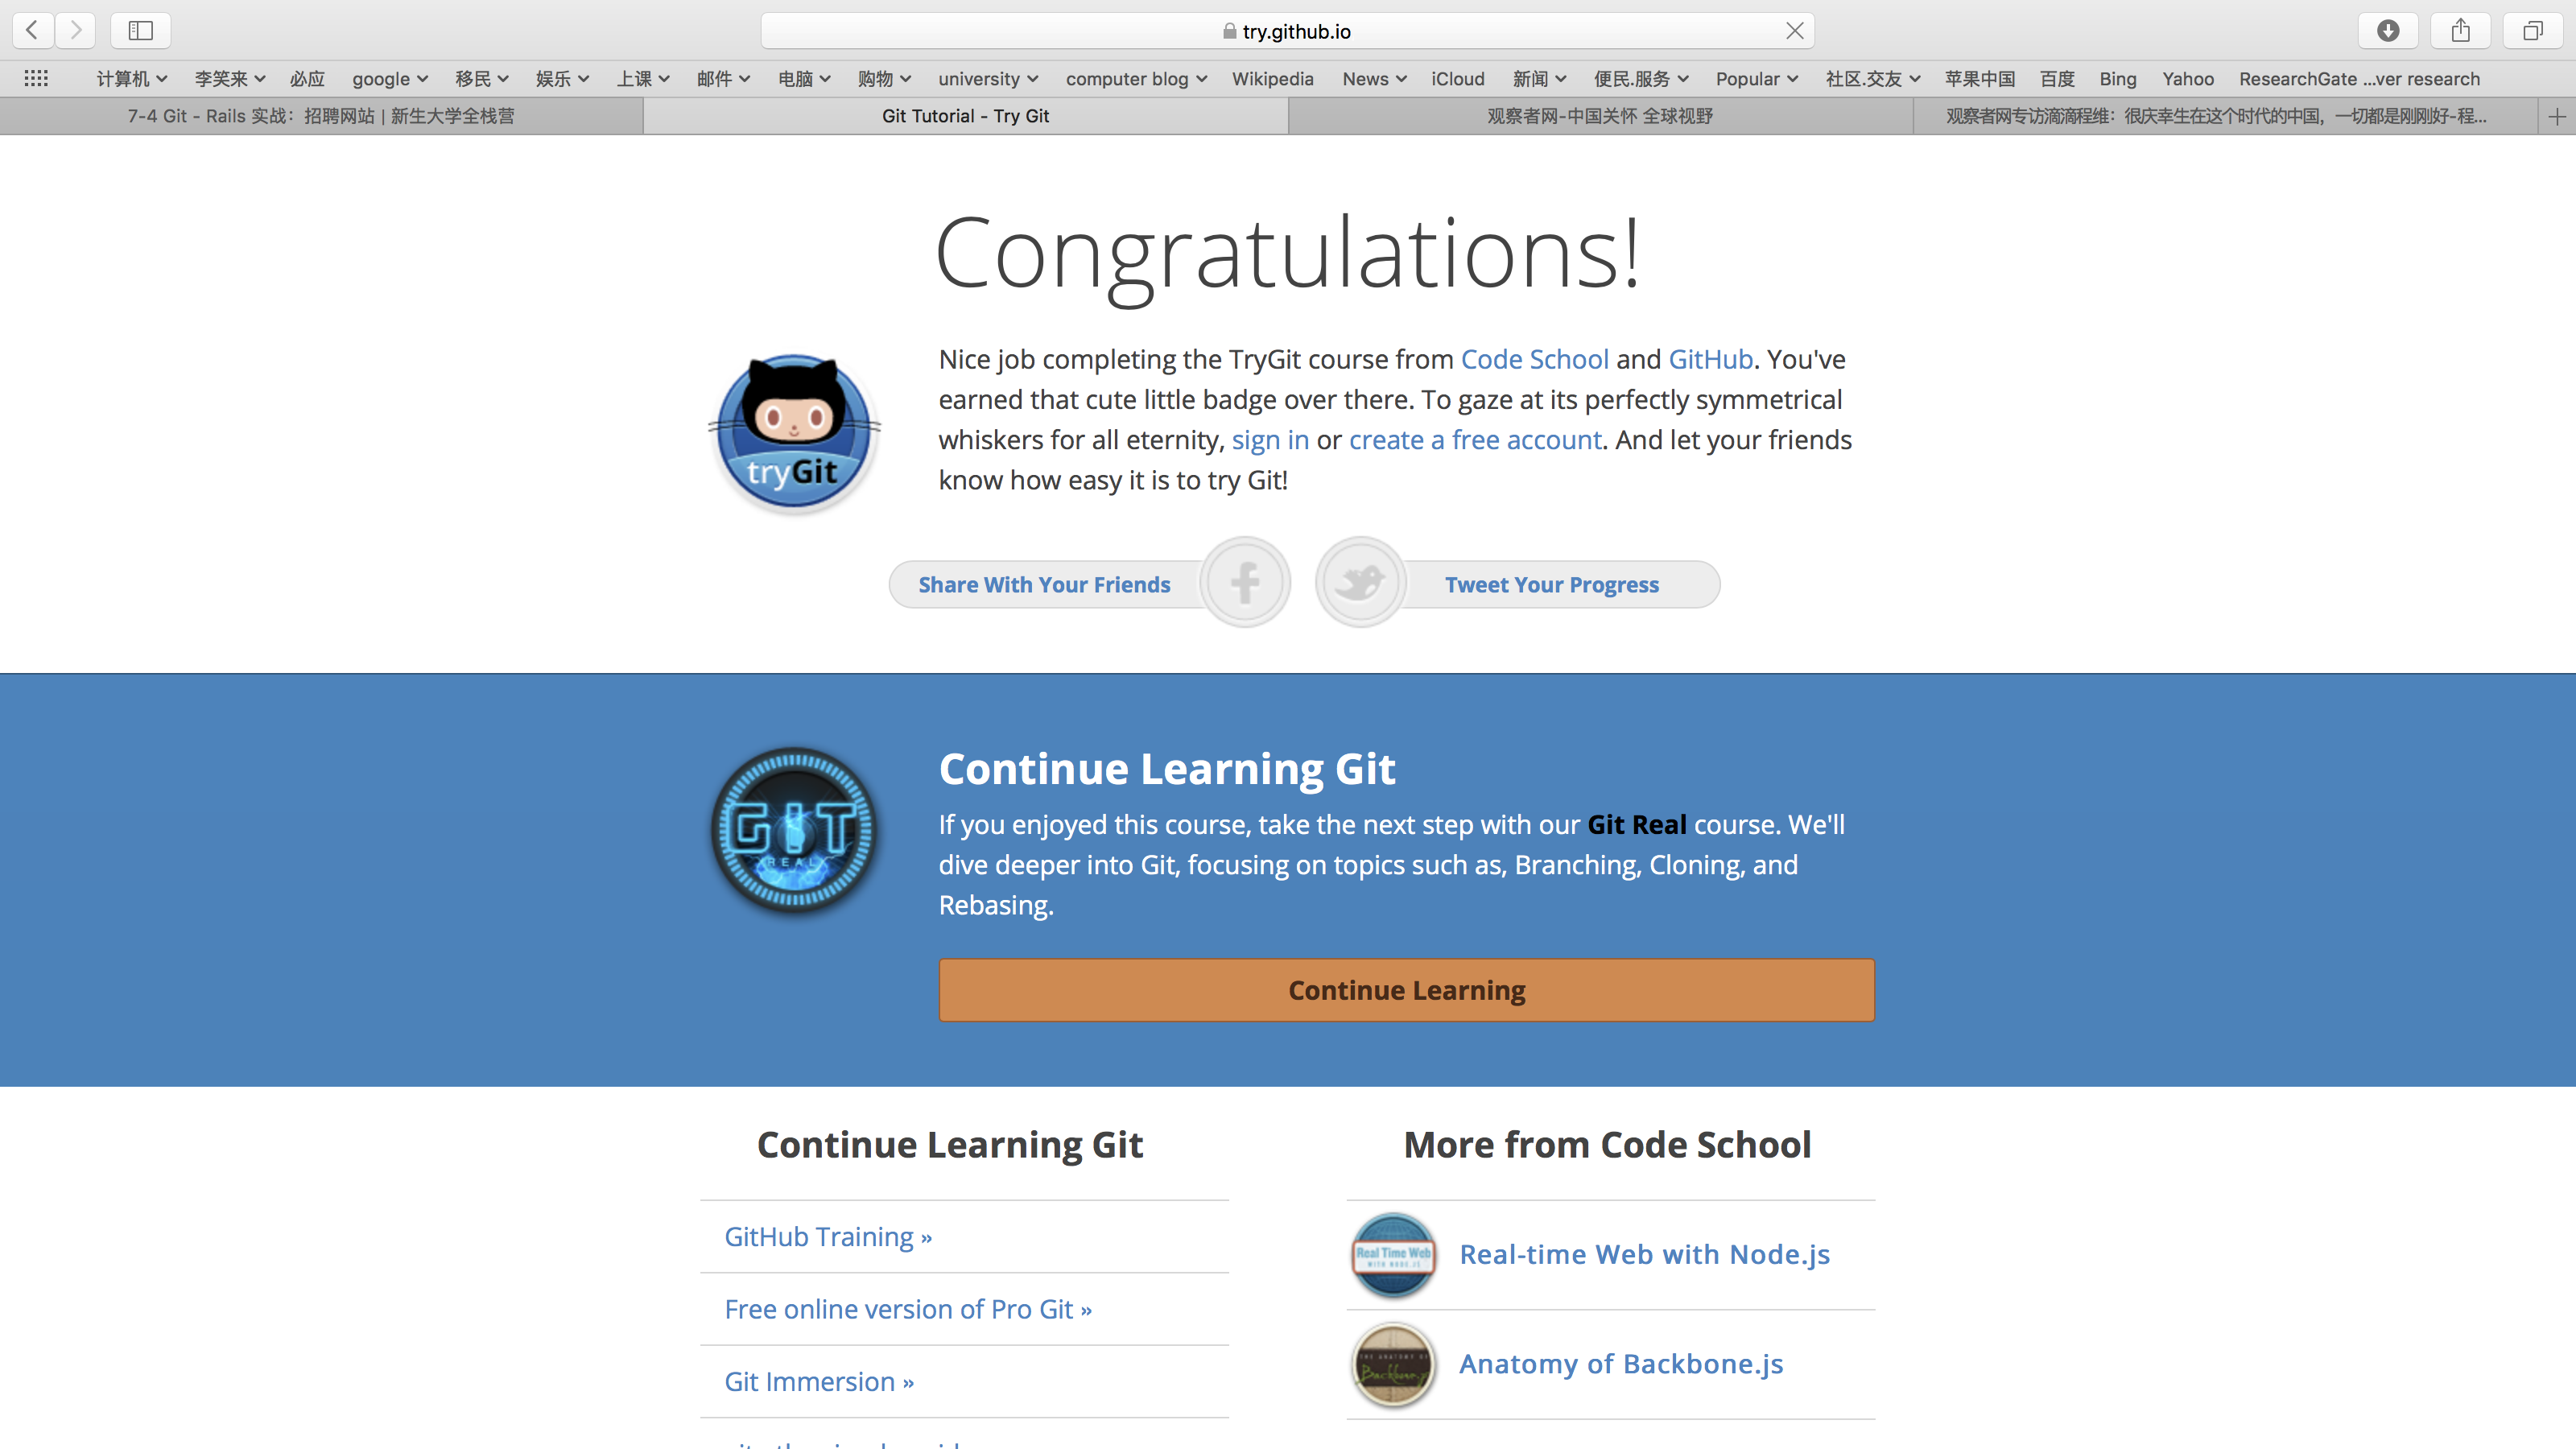 try.github.io
计算机 李笑来 必应 google 移民 娱乐 上课 邮件 电脑 购物 university computer blog Wikipedia News iCloud 新闻 便民.服务 Popular 社区.交友 苹果中国 百度 Bing Yahoo ResearchGate ...ver research
7-4 Git - Rails 实战：招聘网站 | 新生大学全栈营 Git Tutorial - Try Git 观察者网-中国关怀 全球视野 观察者网专访滴滴程维：很庆幸生在这个时代的中国，一切都是刚刚好-程...
Congratulations!
Nice job completing the TryGit course from Code School and GitHub. You've
earned that cute little badge over there. To gaze at its perfectly symmetrical
whiskers for all eternity, sign in or create a free account. And let your friends
know how easy it is to try Git!
tryGit
Share With Your Friends Tweet Your Progress
Continue Learning Git
If you enjoyed this course, take the next step with our Git Real course. We'll
dive deeper into Git, focusing on topics such as, Branching, Cloning, and
Rebasing.
GIT
REAL
Continue Learning
Continue Learning Git
GitHub Training »
Free online version of Pro Git »
Git Immersion »
More from Code School
Real Time Web
WITH NODE.JS
Real-time Web with Node.js
THE ANATOMY OF
Backbone.js
Anatomy of Backbone.js